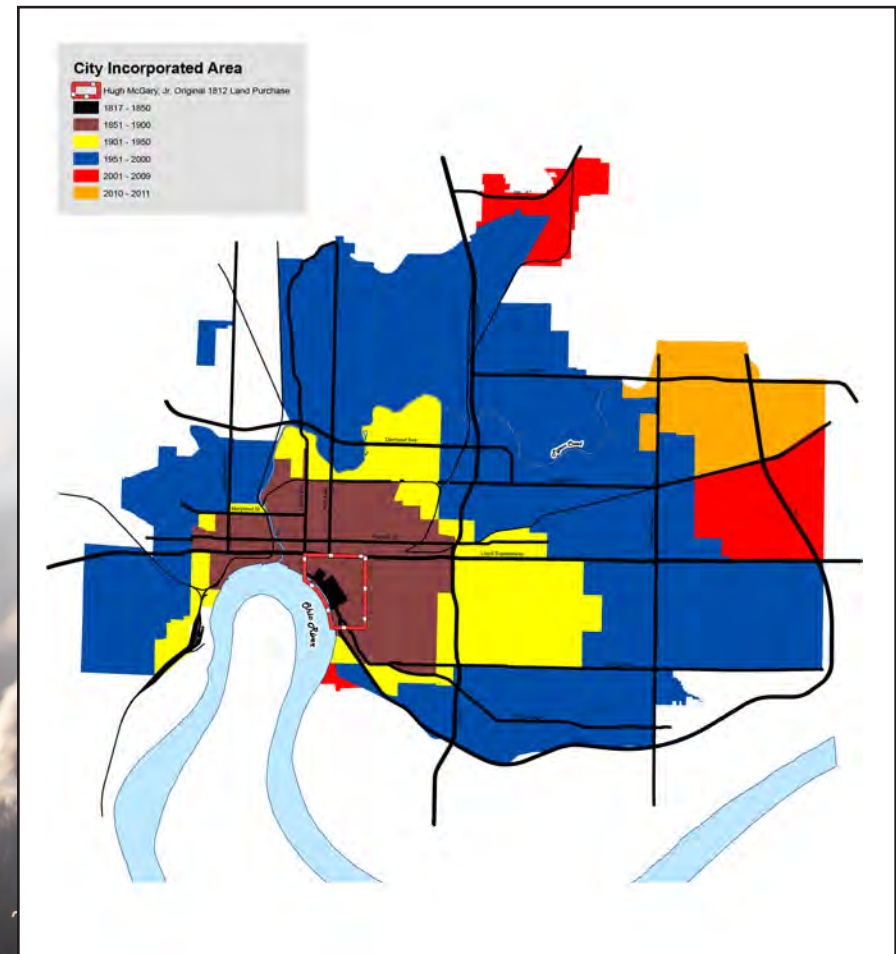 City Incorporated Area
Hugh McGary, Jr. Original 1812 Land Purchase
1817 - 1850
1851 - 1900
1901 - 1950
1951 - 2000
2001 - 2009
2010 - 2011
Diamond Ave
Maryland St
Lloyd Expressway
Ohio River